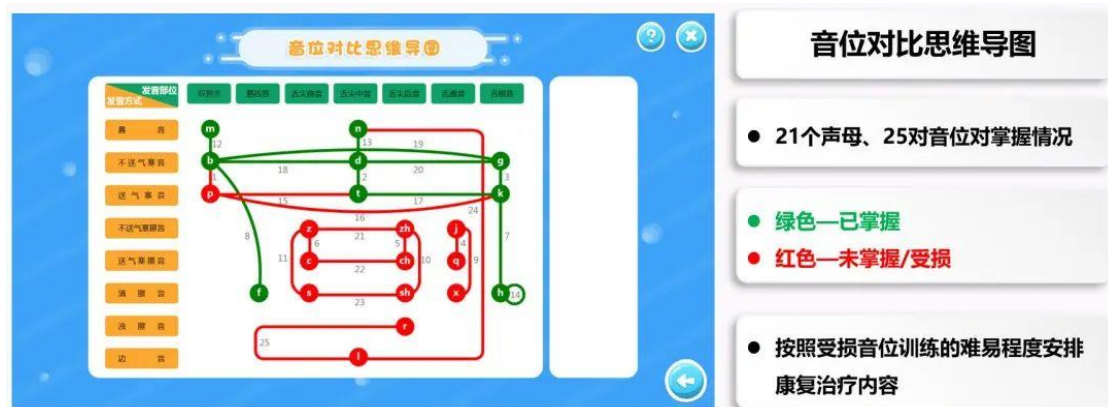 音位对比思维导图
?
发音部位
发音方式
双唇音
唇齿音
舌尖前音
舌尖中音
舌尖后音
舌面音
舌根音
鼻 音
m
n
12
13
19
不送气塞音
b
d
g
18
20
1
2
3
送 气 塞 音
p
t
k
15
17
16
24
不送气塞擦音
z
zh
j
21
8
6
5
4
7
送气塞擦音
c
ch
q
11
10
9
22
清 擦 音
f
s
sh
x
h
14
23
浊 擦 音
r
25
边 音
l
音位对比思维导图
21个声母、25对音位对掌握情况
绿色—已掌握
红色—未掌握/受损
按照受损音位训练的难易程度安排
康复治疗内容